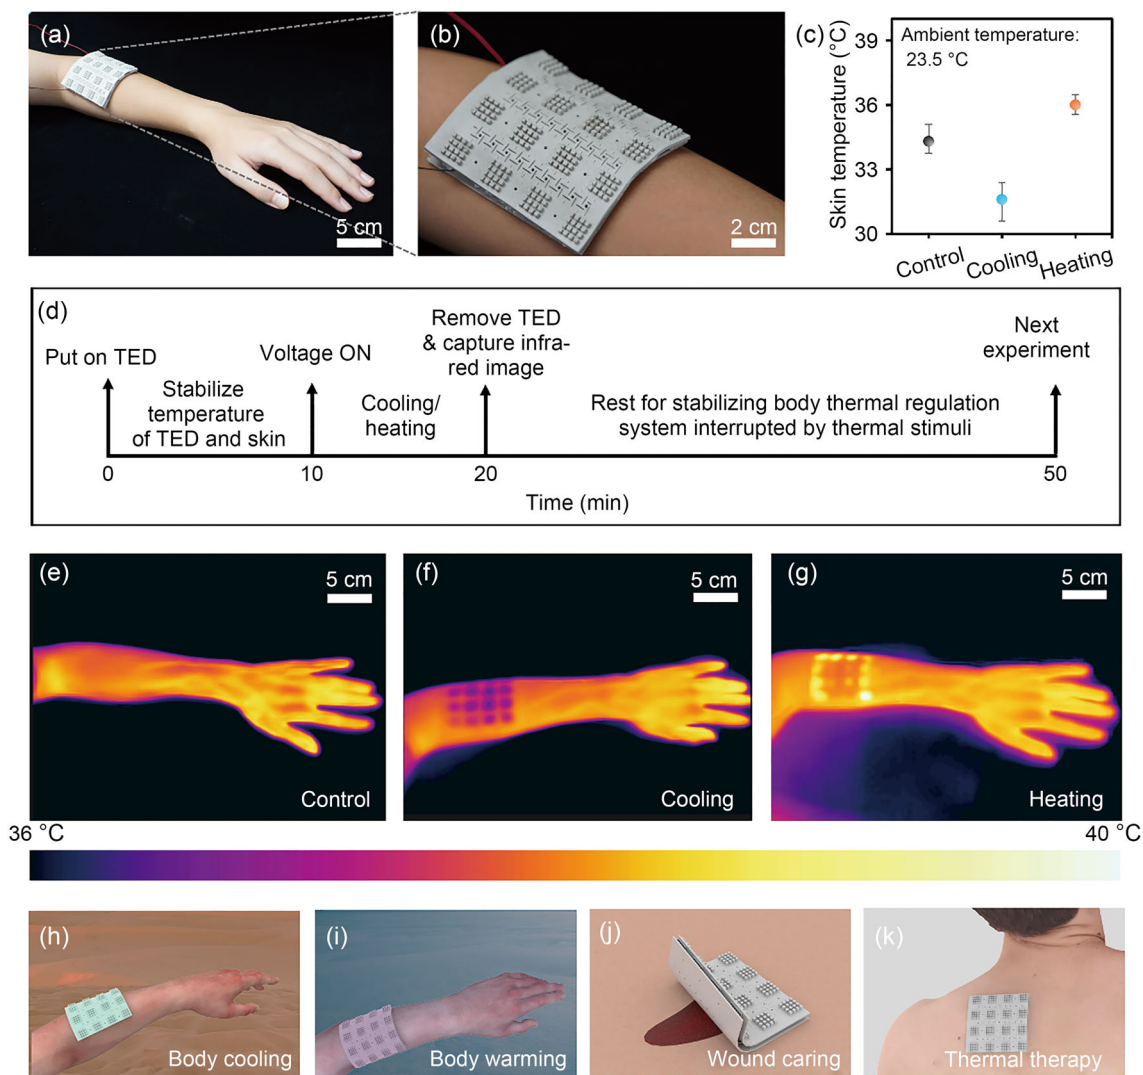 (a)
5 cm
(b)
2 cm
(c)
Skin temperature (°C)
39
36
33
30
Ambient temperature:
23.5 °C
Control
Cooling
Heating
(d)
Put on TED
Stabilize
temperature
of TED and skin
Voltage ON
Cooling/
heating
Remove TED
& capture infra-
red image
Rest for stabilizing body thermal regulation
system interrupted by thermal stimuli
Next
experiment
0
10
20
50
Time (min)
(e)
5 cm
Control
(f)
5 cm
Cooling
(g)
5 cm
Heating
36 °C
40 °C
(h)
Body cooling
(i)
Body warming
(j)
Wound caring
(k)
Thermal therapy